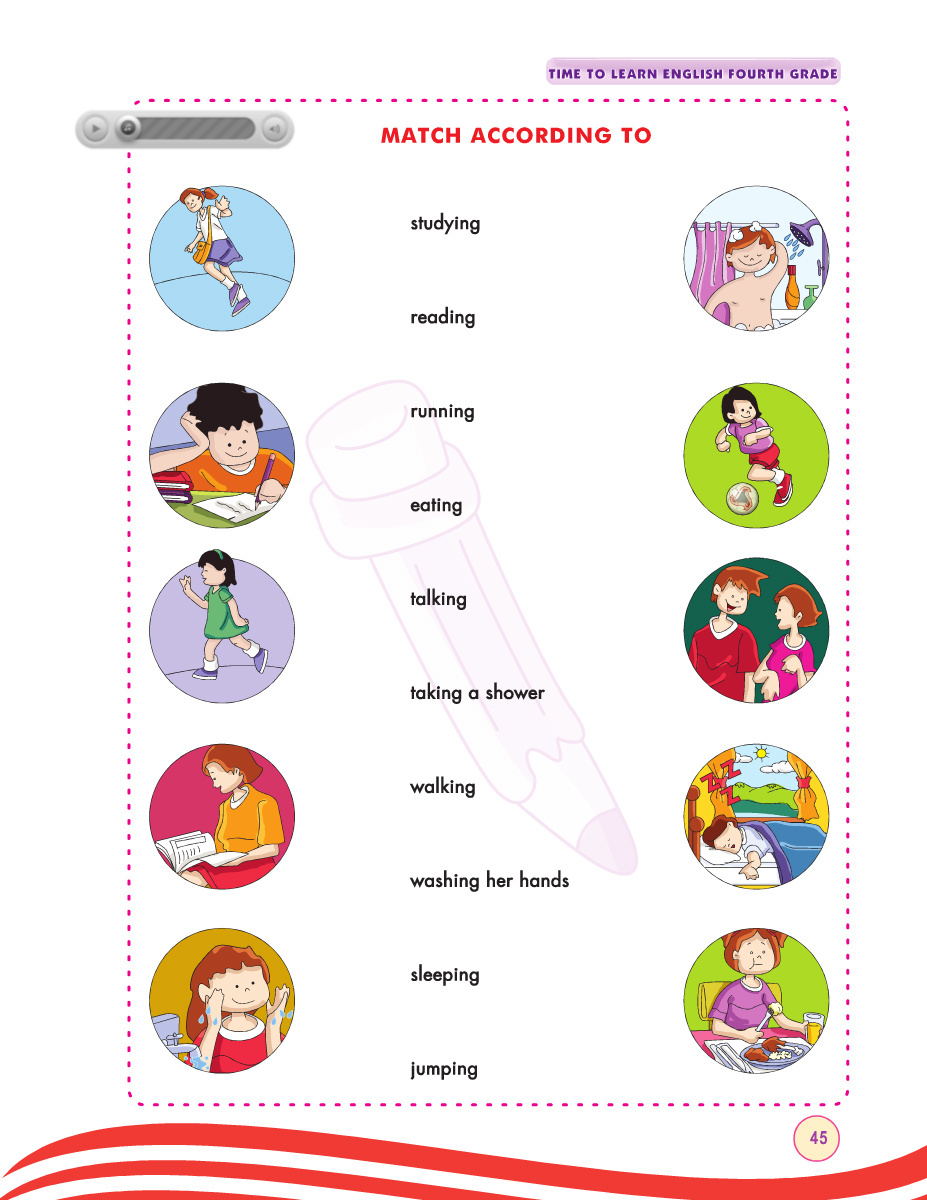 TIME TO LEARN ENGLISH FOURTH GRADE
MATCH ACCORDING TO
studying
reading
running
eating
talking
taking a shower
walking
washing her hands
sleeping
jumping
ZZZ
45